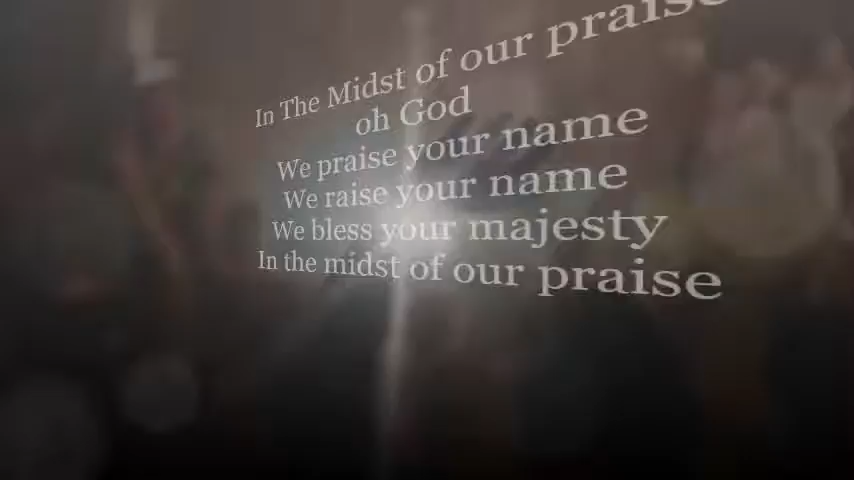 In The Midst of our praise
oh God
We praise your name
We raise your name
We bless your majesty
In the midst of our praise